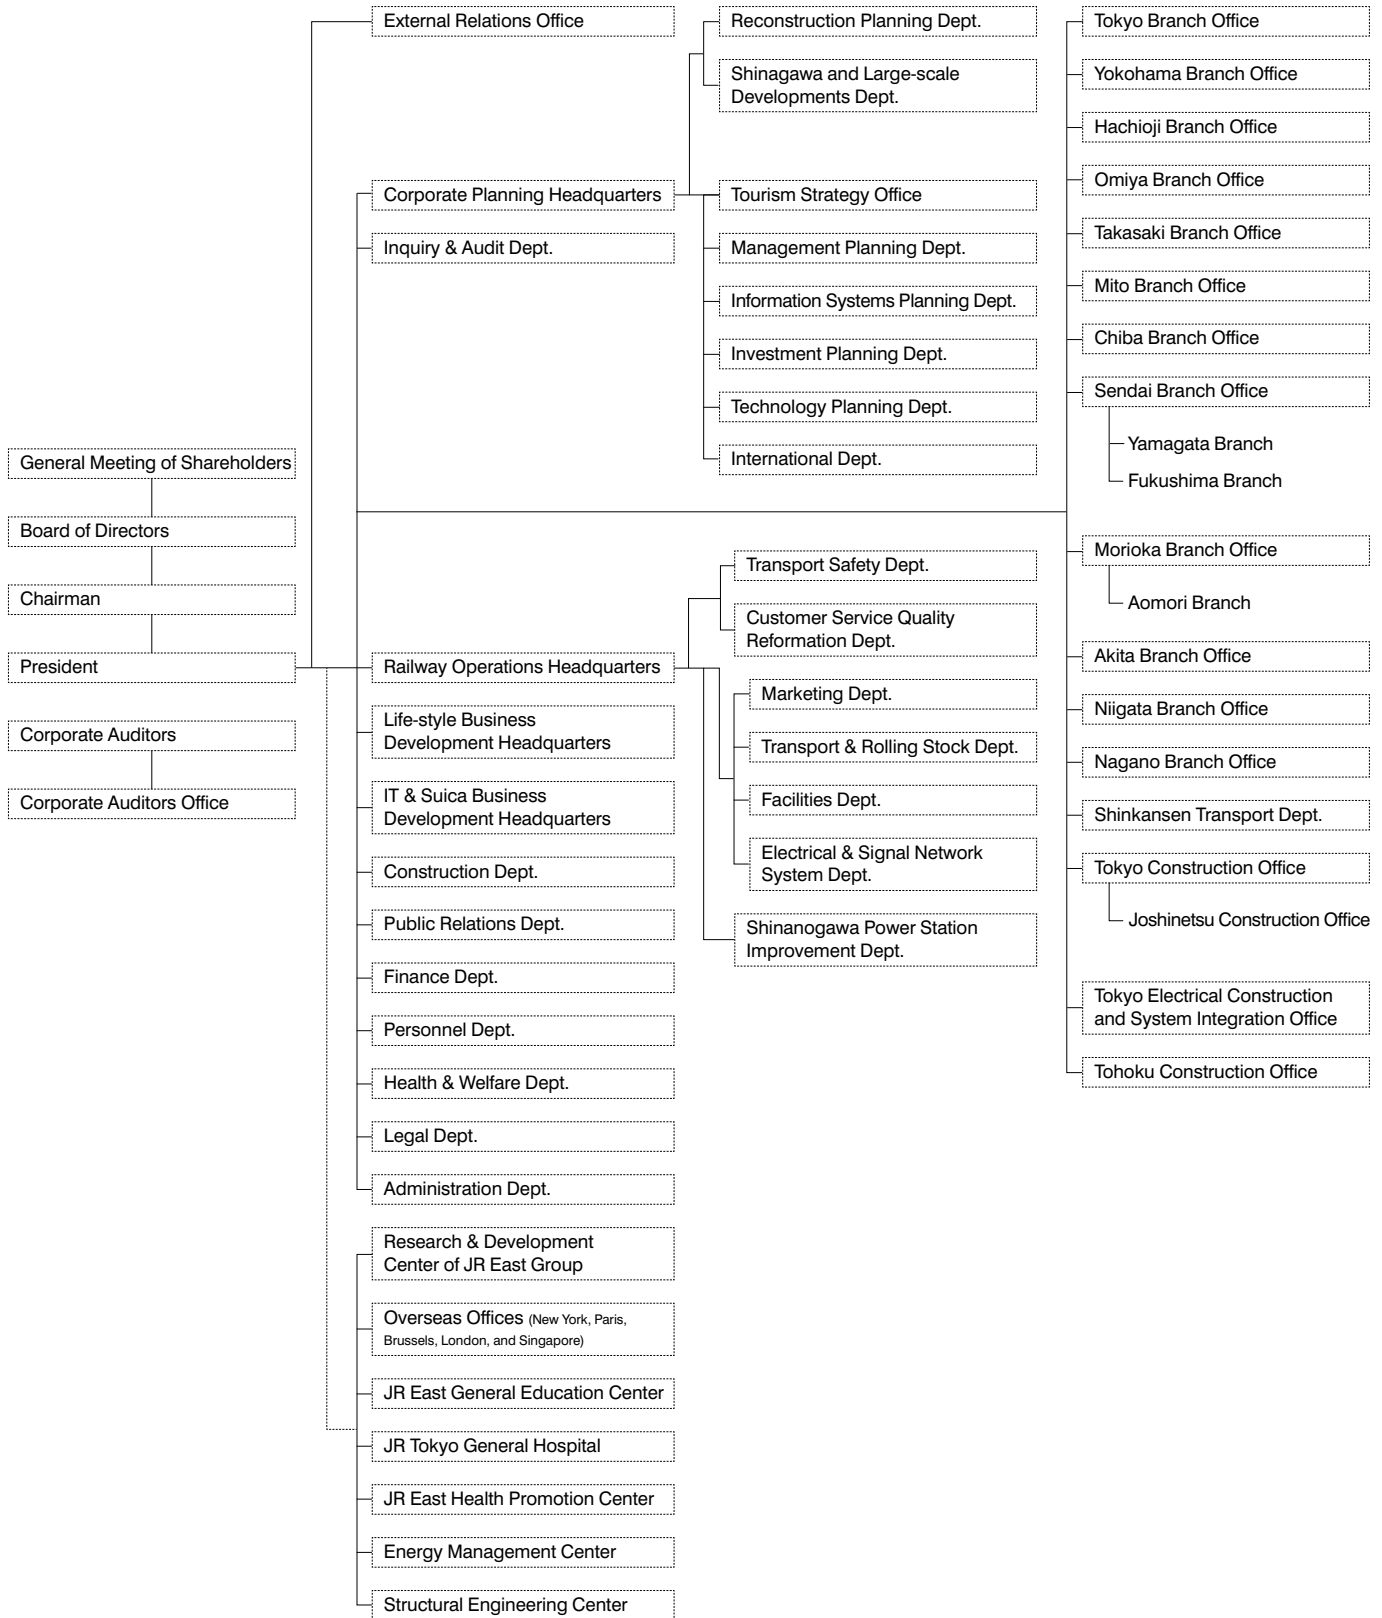 General Meeting of Shareholders
Board of Directors
Chairman
President
Corporate Auditors
Corporate Auditors Office
External Relations Office
Corporate Planning Headquarters
Inquiry & Audit Dept.
Railway Operations Headquarters
Life-style Business
Development Headquarters
IT & Suica Business
Development Headquarters
Construction Dept.
Public Relations Dept.
Finance Dept.
Personnel Dept.
Health & Welfare Dept.
Legal Dept.
Administration Dept.
Research & Development
Center of JR East Group
Overseas Offices (New York, Paris,
Brussels, London, and Singapore)
JR East General Education Center
JR Tokyo General Hospital
JR East Health Promotion Center
Energy Management Center
Structural Engineering Center
Reconstruction Planning Dept.
Shinagawa and Large-scale
Developments Dept.
Tourism Strategy Office
Management Planning Dept.
Information Systems Planning Dept.
Investment Planning Dept.
Technology Planning Dept.
International Dept.
Transport Safety Dept.
Customer Service Quality
Reformation Dept.
Marketing Dept.
Transport & Rolling Stock Dept.
Facilities Dept.
Electrical & Signal Network
System Dept.
Shinanogawa Power Station
Improvement Dept.
Tokyo Branch Office
Yokohama Branch Office
Hachioji Branch Office
Omiya Branch Office
Takasaki Branch Office
Mito Branch Office
Chiba Branch Office
Sendai Branch Office
Yamagata Branch
Fukushima Branch
Morioka Branch Office
Aomori Branch
Akita Branch Office
Niigata Branch Office
Nagano Branch Office
Shinkansen Transport Dept.
Tokyo Construction Office
Joshinetsu Construction Office
Tokyo Electrical Construction
and System Integration Office
Tohoku Construction Office